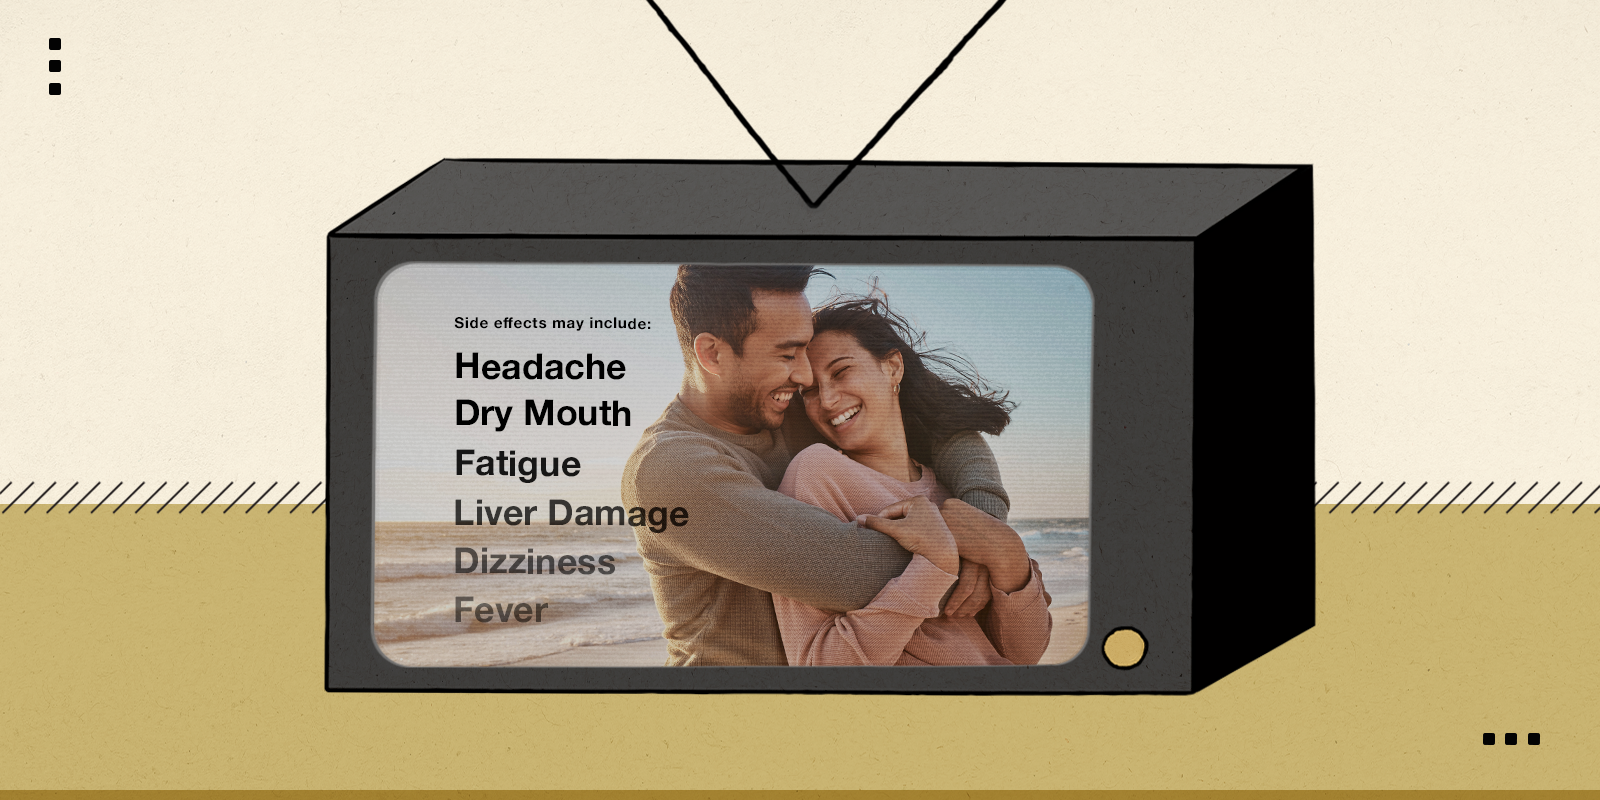 Side effects may include:
Headache
Dry Mouth
Fatigue
Liver Damage
Dizziness
Fever